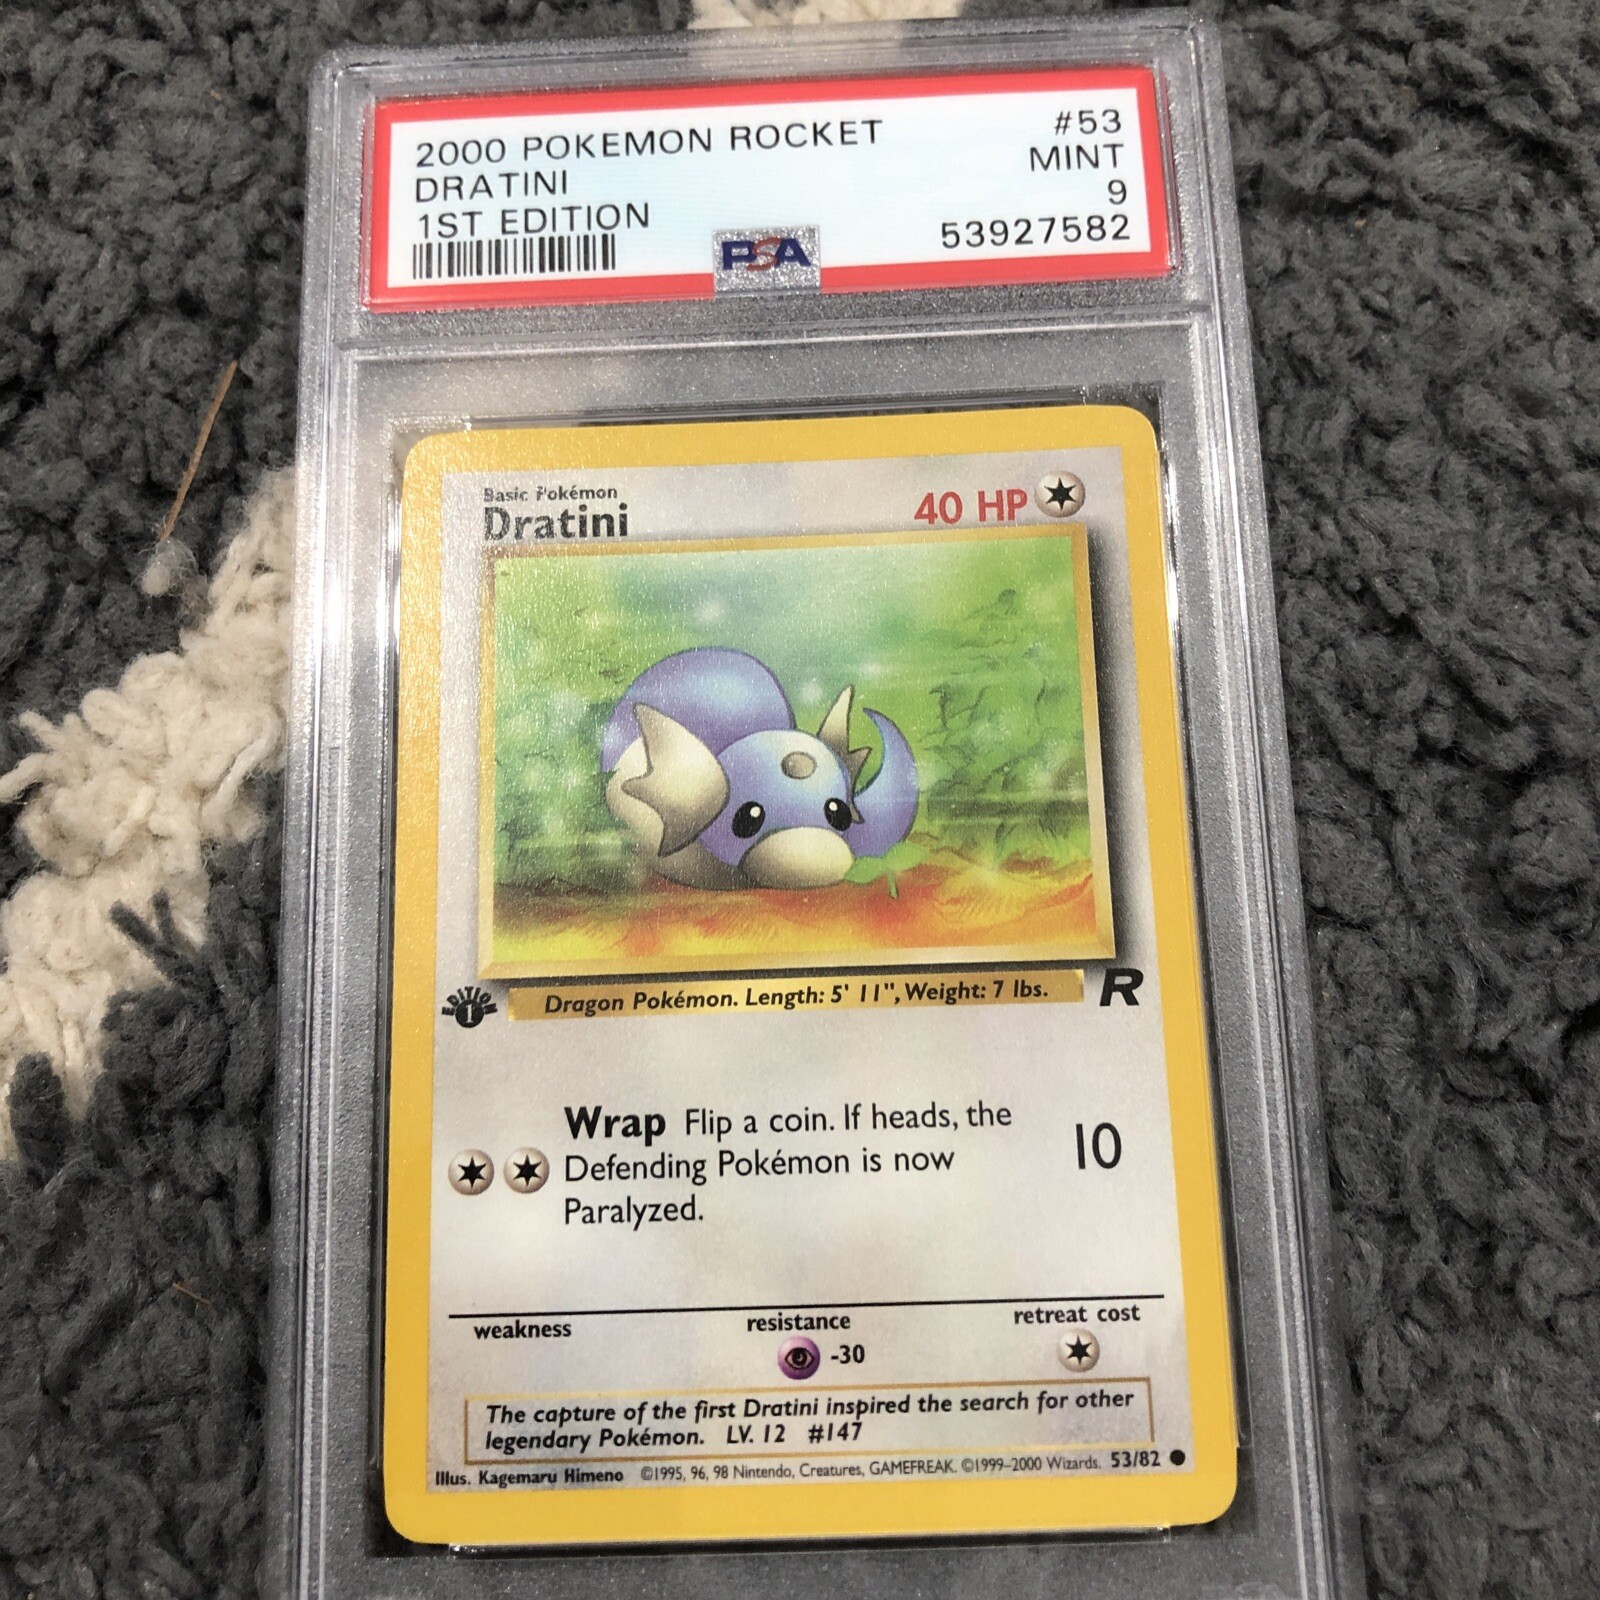 2000 POKEMON ROCKET #53
DRATINI MINT
1ST EDITION 9
53927582
PSA
Basic Pokémon
Dratini 40 HP
EDITION
1
Dragon Pokémon. Length: 5' 11", Weight: 7 lbs.
R
Wrap Flip a coin. If heads, the
Defending Pokémon is now
Paralyzed.
10
weakness resistance retreat cost
-30
The capture of the first Dratini inspired the search for other
legendary Pokémon. LV. 12 #147
Illus. Kagemaru Himeno ©1995, 96, 98 Nintendo, Creatures, GAMEFREAK. ©1999-2000 Wizards. 53/82